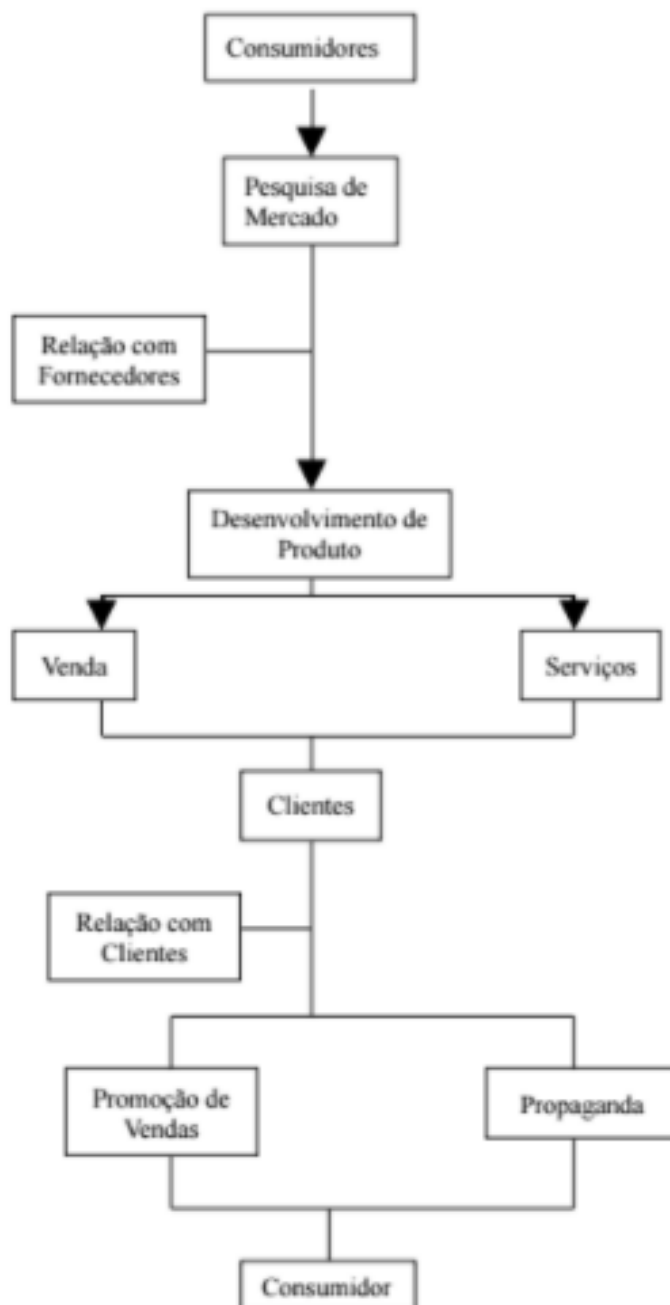 Consumidores
Pesquisa de
Mercado
Relação com
Fornecedores
Desenvolvimento de
Produto
Venda
Serviços
Clientes
Relação com
Clientes
Promoção de
Vendas
Propaganda
Consumidor